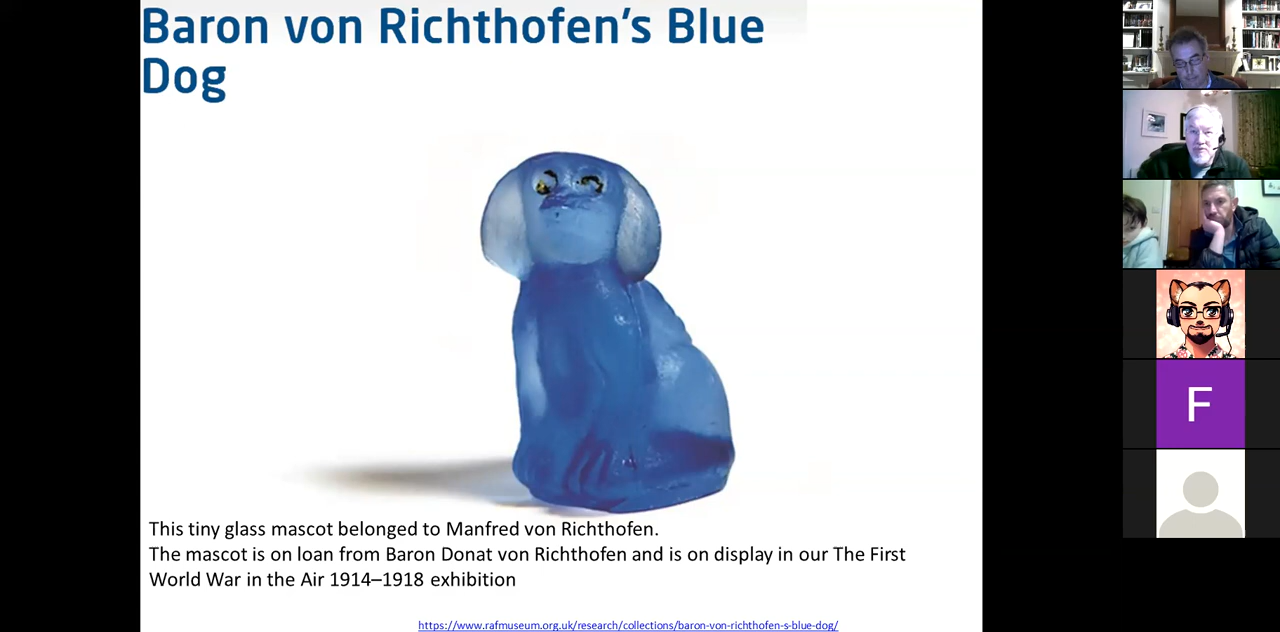 Baron von Richthofen's Blue
Dog
This tiny glass mascot belonged to Manfred von Richthofen.
The mascot is on loan from Baron Donat von Richthofen and is on display in our The First
World War in the Air 1914–1918 exhibition
https://www.rafmuseum.org.uk/research/collections/baron-von-richthofen-s-blue-dog/
F